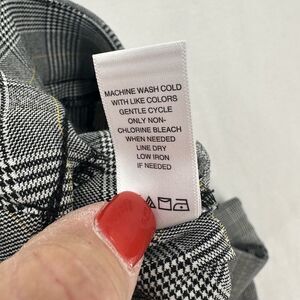 MACHINE WASH COLD
WITH LIKE COLORS
GENTLE CYCLE
ONLY NON-
CHLORINE BLEACH
WHEN NEEDED
LINE DRY
LOW IRON
IF NEEDED